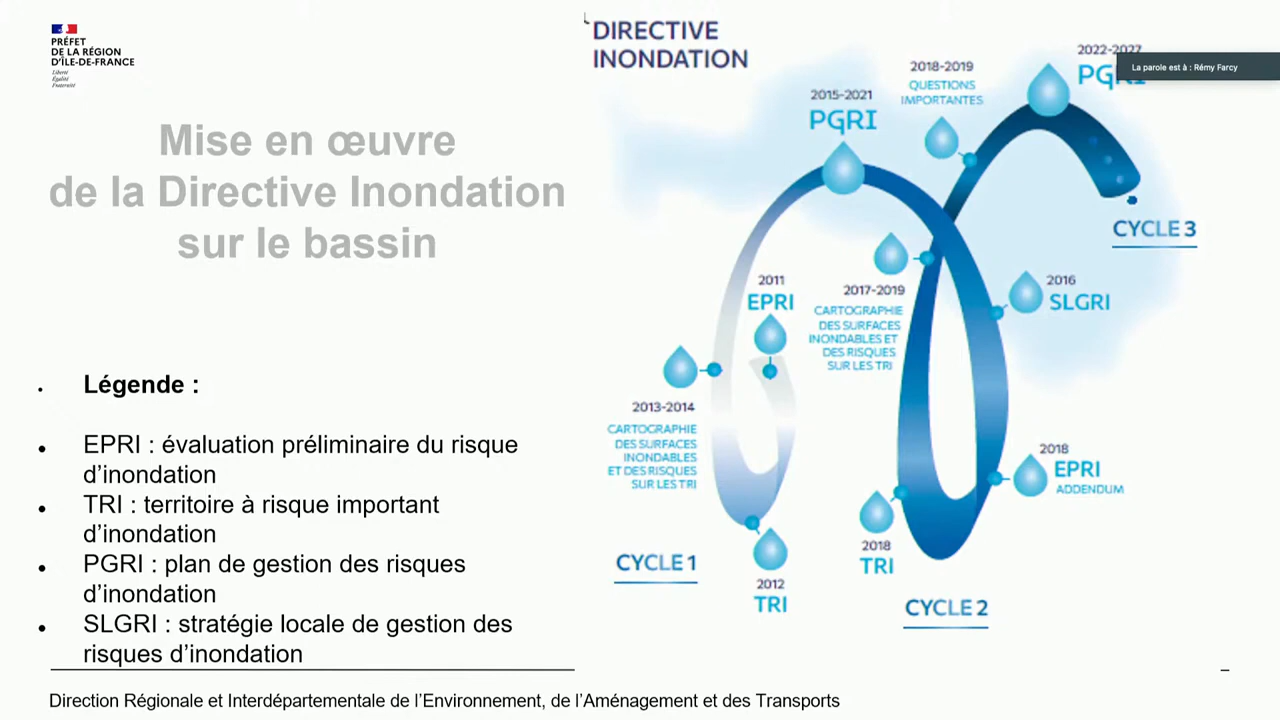 PRÉFET
DE LA RÉGION
D'ÎLE-DE-FRANCE
Liberté
Égalité
Fraternité
Mise en œuvre
de la Directive Inondation
sur le bassin
Légende :
EPRI : évaluation préliminaire du risque
d’inondation
TRI : territoire à risque important
d’inondation
PGRI : plan de gestion des risques
d’inondation
SLGRI : stratégie locale de gestion des
risques d’inondation
Direction Régionale et Interdépartementale de l’Environnement, de l’Aménagement et des Transports
DIRECTIVE
INONDATION
2011
EPRI
2013-2014
CARTOGRAPHIE
DES SURFACES
INONDABLES
ET DES RISQUES
SUR LES TRI
CYCLE 1
2012
TRI
2015-2021
PGRI
2016
SLGRI
2017-2019
CARTOGRAPHIE
DES SURFACES
INONDABLES ET
DES RISQUES
SUR LES TRI
2018
EPRI
ADDENDUM
2018
TRI
CYCLE 2
2018-2019
QUESTIONS
IMPORTANTES
2022-2027
PGRI
La parole est à : Rémy Farcy
CYCLE 3